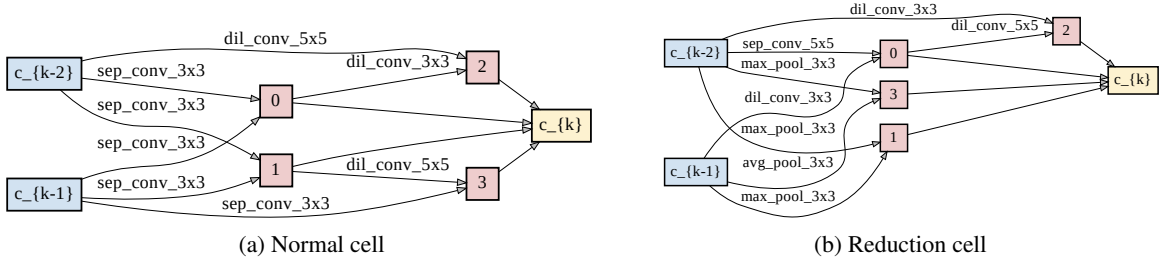 dil_conv_5x5
c_{k-2}
sep_conv_3x3
dil_conv_3x3
2
sep_conv_3x3
0
c_{k}
sep_conv_3x3
1
dil_conv_5x5
c_{k-1}
sep_conv_3x3
3
sep_conv_3x3
(a) Normal cell
dil_conv_3x3
c_{k-2}
sep_conv_5x5
dil_conv_5x5
2
max_pool_3x3
0
c_{k}
dil_conv_3x3
3
max_pool_3x3
1
c_{k-1}
avg_pool_3x3
max_pool_3x3
(b) Reduction cell